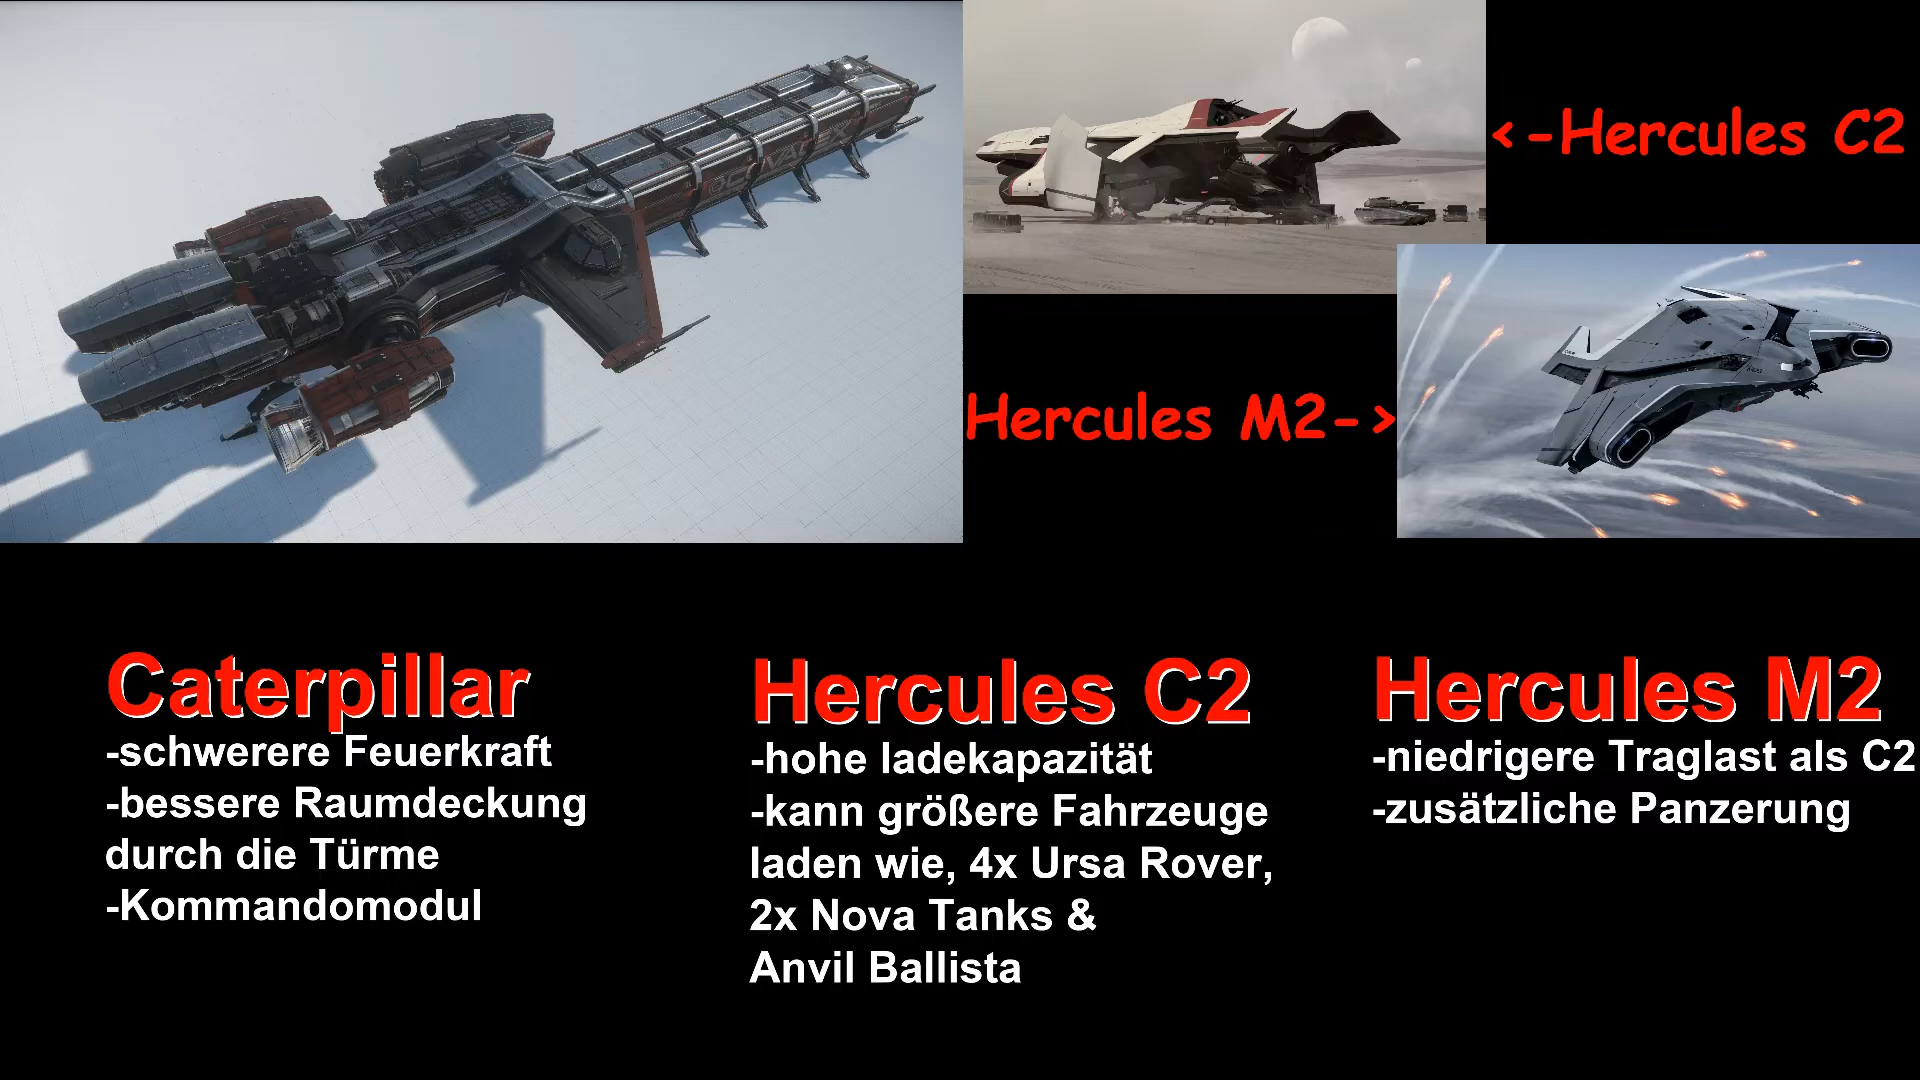 <-Hercules C2
Hercules M2->
Caterpillar
-schwerere Feuerkraft
-bessere Raumdeckung
durch die Türme
-Kommandomodul
Hercules C2
-hohe ladekapazität
-kann größere Fahrzeuge
laden wie, 4x Ursa Rover,
2x Nova Tanks &
Anvil Ballista
Hercules M2
-niedrigere Traglast als C2
-zusätzliche Panzerung